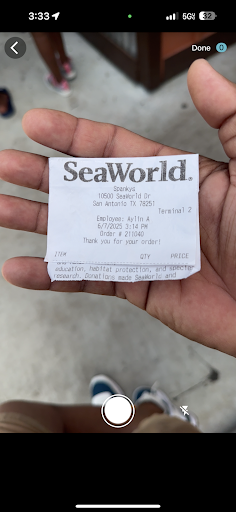 3:33
5G
32
Done 0
SeaWorld.
Spankys
10500 SeaWorld Dr
San Antonio TX 78251
Terminal 2
Employee: Aylin A
6/7/2025 3:14 PM
Order # 211040
Thank you for your order!
ITEM QTY PRICE
education, habitat protection, and species
research. Donations made SeaWorld and